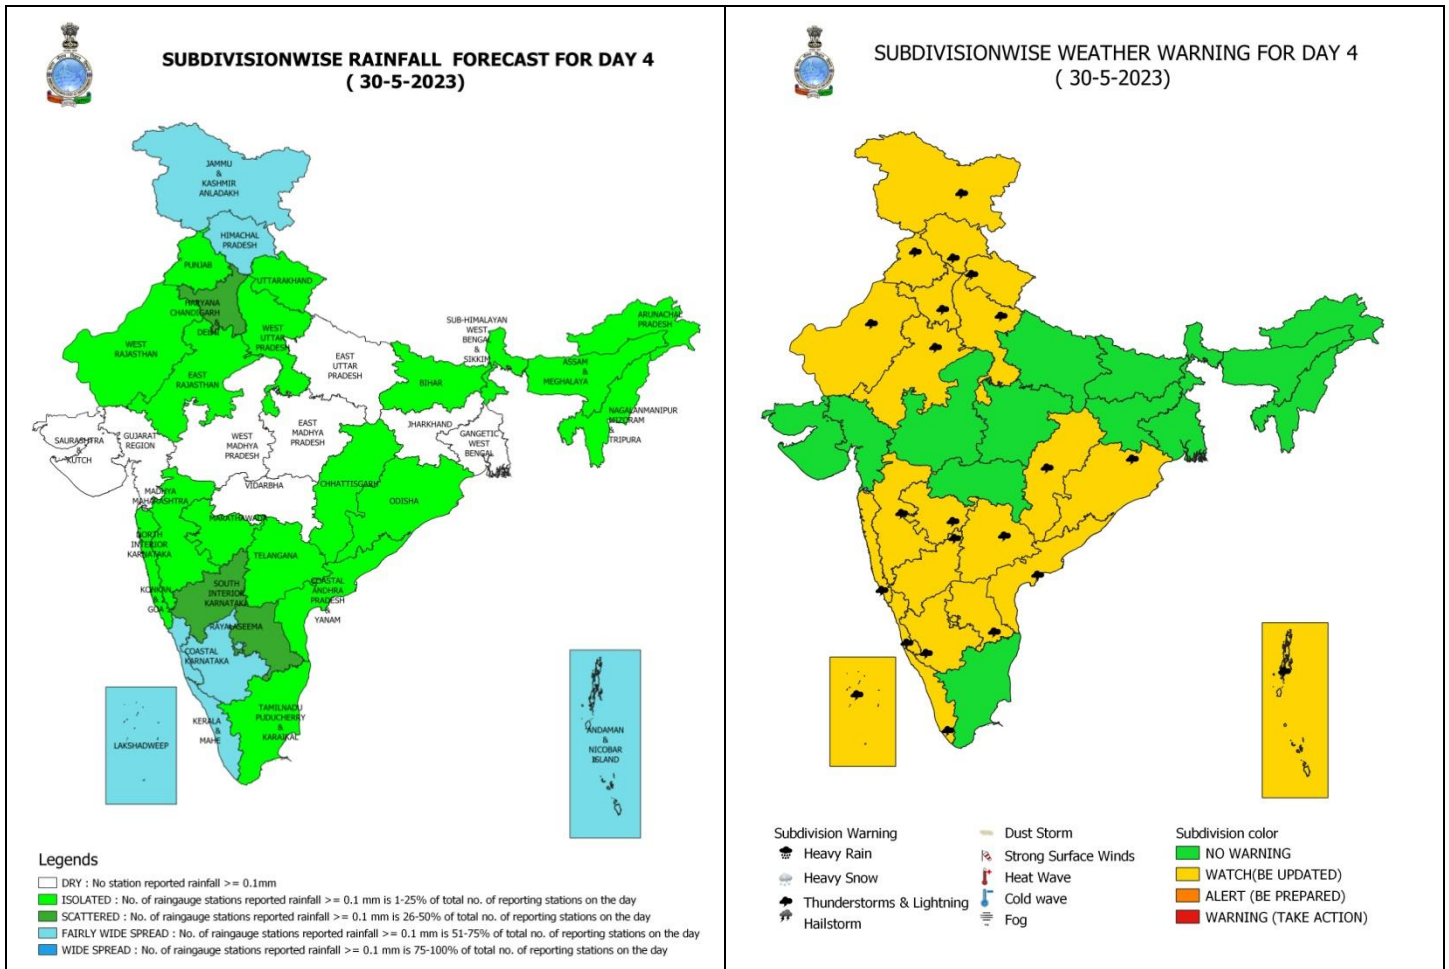 SUBDIVISIONWISE RAINFALL FORECAST FOR DAY 4
( 30-5-2023)
JAMMU
&
KASHMIR
ANLADAKH
HIMACHAL
PRADESH
PUNJAB
UTTARAKHAND
HARYANA
CHANDIGARH
&
DELHI
WEST
UTTAR
PRADESH
WEST
RAJASTHAN
EAST
RAJASTHAN
EAST
UTTAR
PRADESH
SUB-HIMALAYAN
WEST
BENGAL
&
SIKKIM
ARUNACHAL
PRADESH
ASSAM
&
MEGHALAYA
BIHAR
NAGALANMANIPUR
MIZORAM
&
TRIPURA
JHARKHAND
GANGETIC
WEST
BENGAL
SAURASHTRA
&
KUTCH
GUJARAT
REGION
WEST
MADHYA
PRADESH
EAST
MADHYA
PRADESH
VIDARBHA
CHHATTISGARH
ODISHA
MADHYA
MAHARASHTRA
MARATHAWADA
NORTH
INTERIOR
KARNATAKA
TELANGANA
KONKAN
&
GOA
SOUTH
INTERIOR
KARNATAKA
COASTAL
ANDHRA
PRADESH
&
YANAM
RAYALASEEMA
COASTAL
KARNATAKA
KERALA
&
MAHE
TAMILNADU
PUDUCHERRY
&
KARAIKAL
LAKSHADWEEP
ANDAMAN
&
NICOBAR
ISLAND
Legends
DRY : No station reported rainfall >= 0.1mm
ISOLATED : No. of raingauge stations reported rainfall >= 0.1 mm is 1-25% of total no. of reporting stations on the day
SCATTERED : No. of raingauge stations reported rainfall >= 0.1 mm is 26-50% of total no. of reporting stations on the day
FAIRLY WIDE SPREAD : No. of raingauge stations reported rainfall >= 0.1 mm is 51-75% of total no. of reporting stations on the day
WIDE SPREAD : No. of raingauge stations reported rainfall >= 0.1 mm is 75-100% of total no. of reporting stations on the day
SUBDIVISIONWISE WEATHER WARNING FOR DAY 4
( 30-5-2023)
Subdivision Warning
Heavy Rain
Heavy Snow
Thunderstorms & Lightning
Hailstorm
Dust Storm
Strong Surface Winds
Heat Wave
Cold wave
Fog
Subdivision color
NO WARNING
WATCH(BE UPDATED)
ALERT (BE PREPARED)
WARNING (TAKE ACTION)